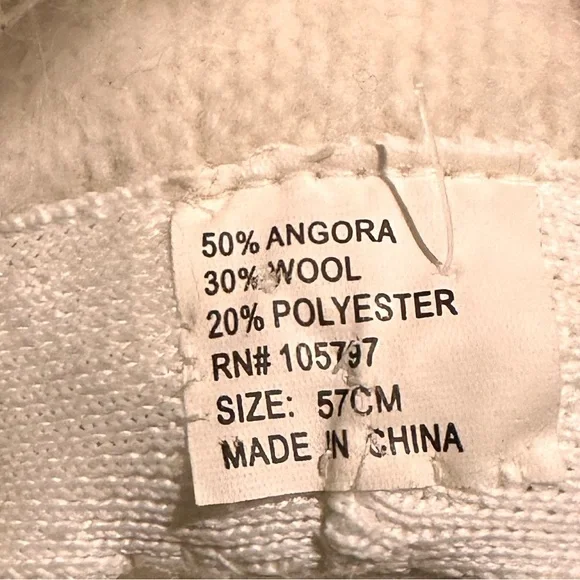 50% ANGORA
30% WOOL
20% POLYESTER
RN# 105797
SIZE: 57CM
MADE IN CHINA